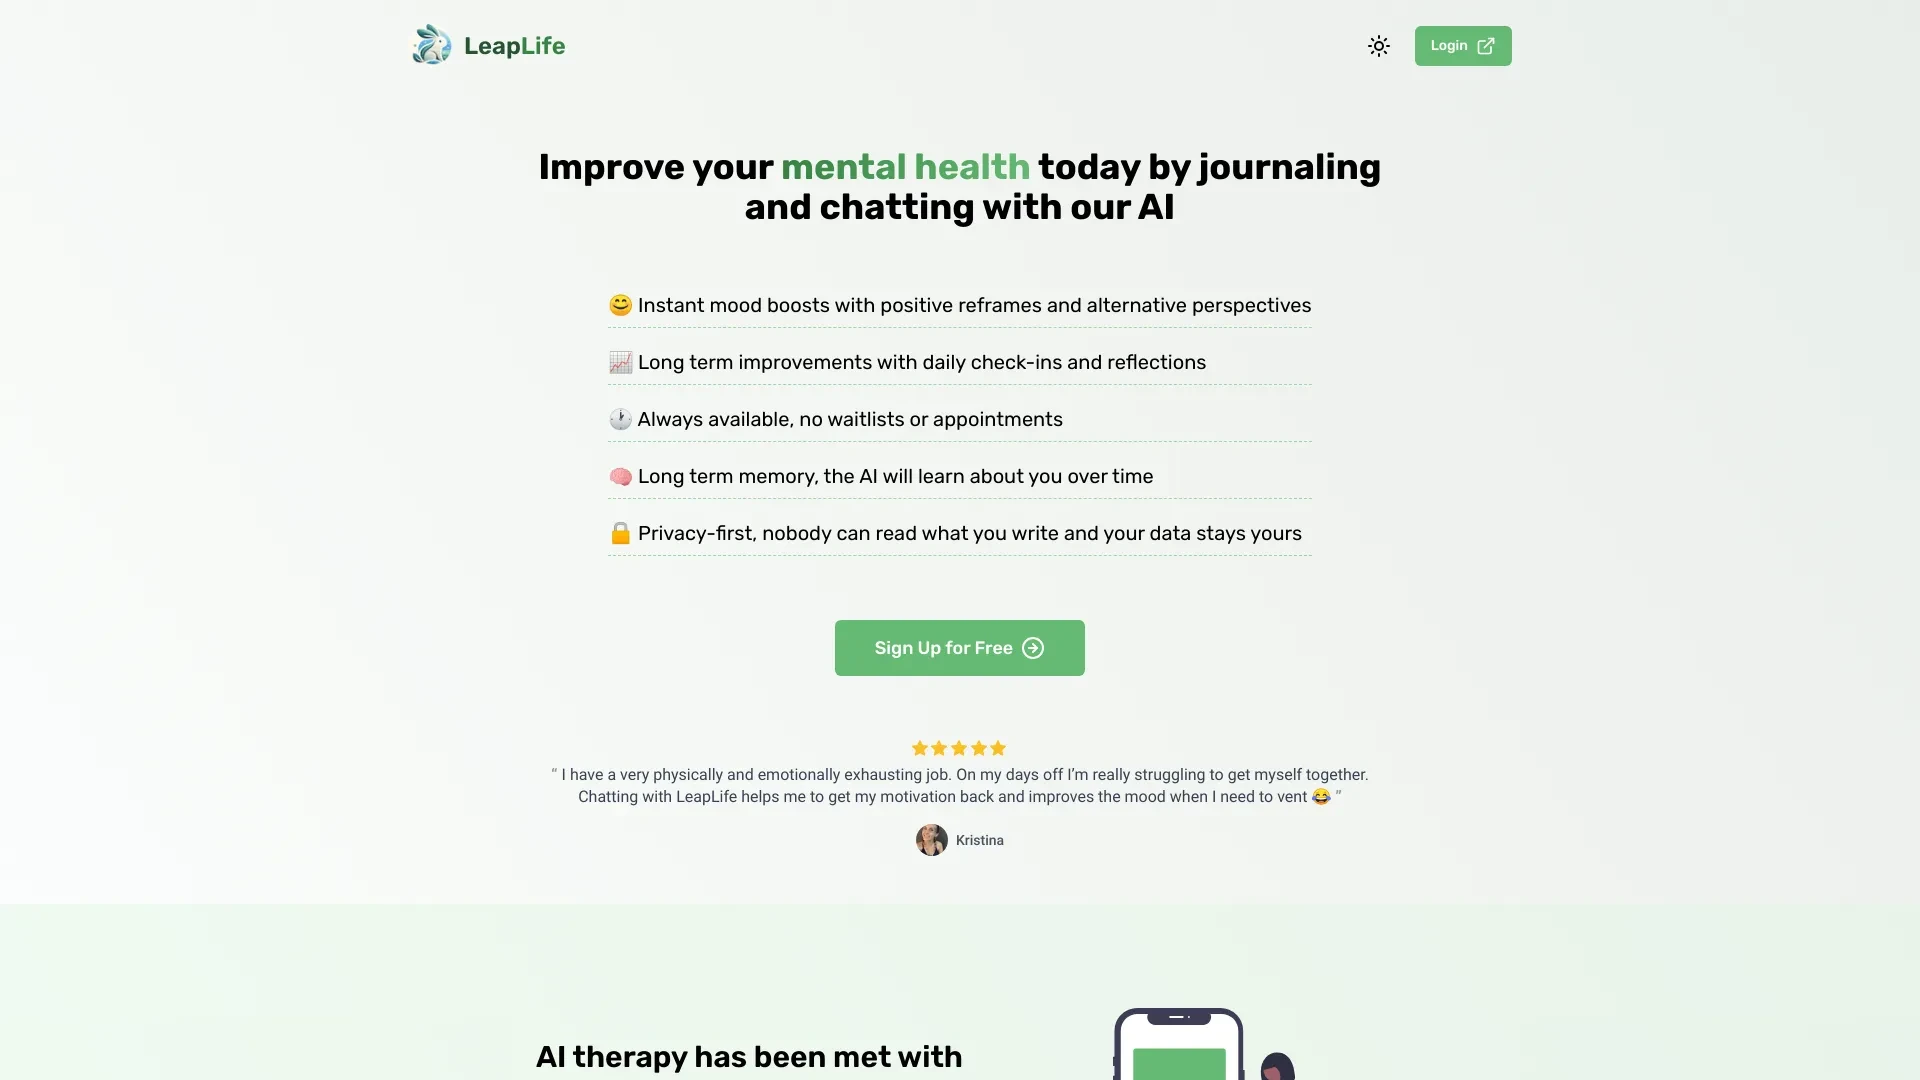 LeapLife
Login
Improve your mental health today by journaling
and chatting with our AI
😊 Instant mood boosts with positive reframes and alternative perspectives
📈 Long term improvements with daily check-ins and reflections
🕐 Always available, no waitlists or appointments
🧠 Long term memory, the AI will learn about you over time
🔒 Privacy-first, nobody can read what you write and your data stays yours
Sign Up for Free
“ I have a very physically and emotionally exhausting job. On my days off I’m really struggling to get myself together.
Chatting with LeapLife helps me to get my motivation back and improves the mood when I need to vent 😂 ”
Kristina
AI therapy has been met with